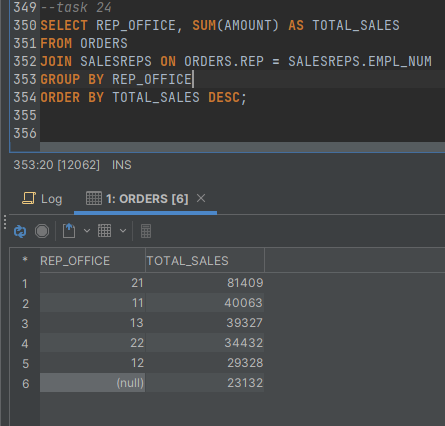 349 --task 24
350 SELECT REP_OFFICE, SUM(AMOUNT) AS TOTAL_SALES
351 FROM ORDERS
352 JOIN SALESREPS ON ORDERS.REP = SALESREPS.EMPL_NUM
353 GROUP BY REP_OFFICE
354 ORDER BY TOTAL_SALES DESC;
355
356
353:20 [12062] INS
Log 1: ORDERS [6] ×
* REP_OFFICE TOTAL_SALES
1 21 81409
2 11 40063
3 13 39327
4 22 34432
5 12 29328
6 (null) 23132